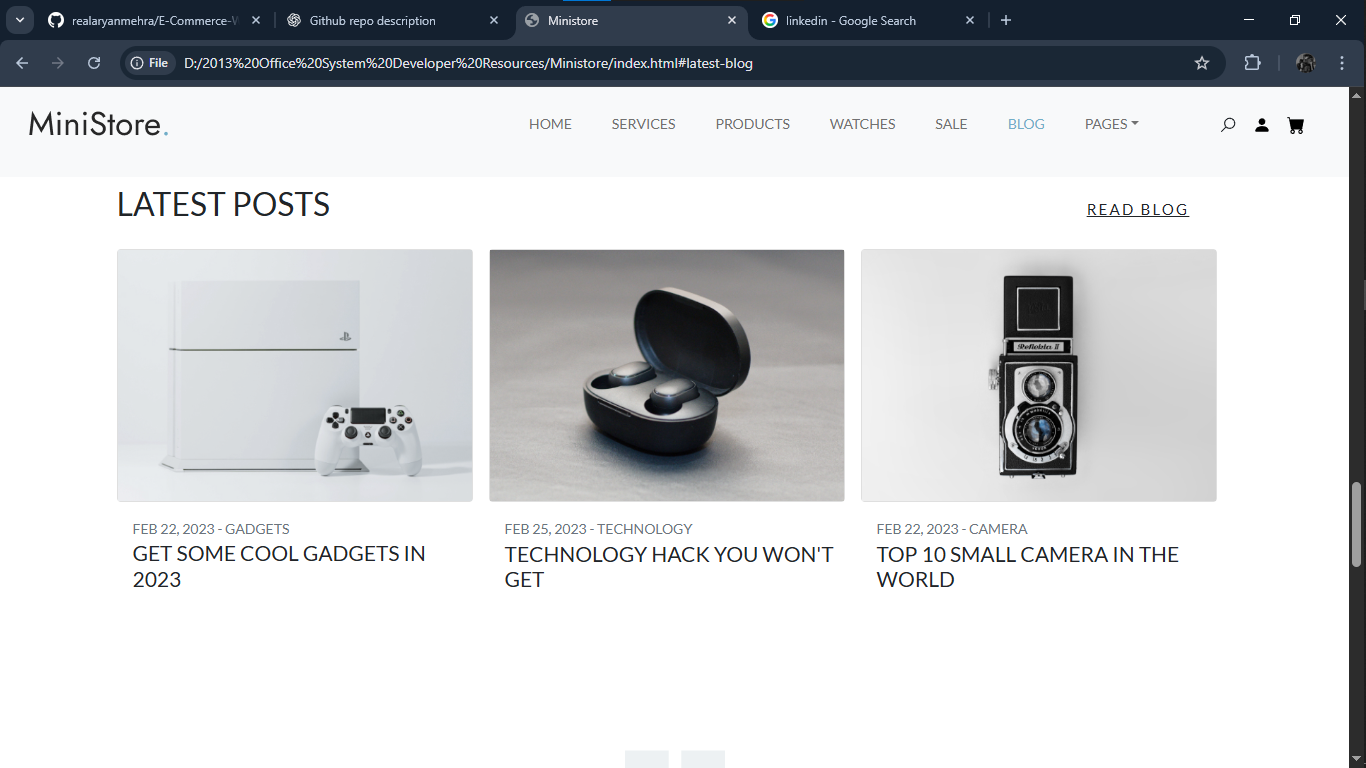 realaryanmehra/E-Commerce-W
Github repo description
Ministore
linkedin - Google Search
File
D:/2013%20Office%20System%20Developer%20Resources/Ministore/index.html#latest-blog
MiniStore.
HOME
SERVICES
PRODUCTS
WATCHES
SALE
BLOG
PAGES
LATEST POSTS
READ BLOG
Reflekta II
FEB 22, 2023 - GADGETS
GET SOME COOL GADGETS IN
2023
FEB 25, 2023 - TECHNOLOGY
TECHNOLOGY HACK YOU WON'T
GET
FEB 22, 2023 - CAMERA
TOP 10 SMALL CAMERA IN THE
WORLD